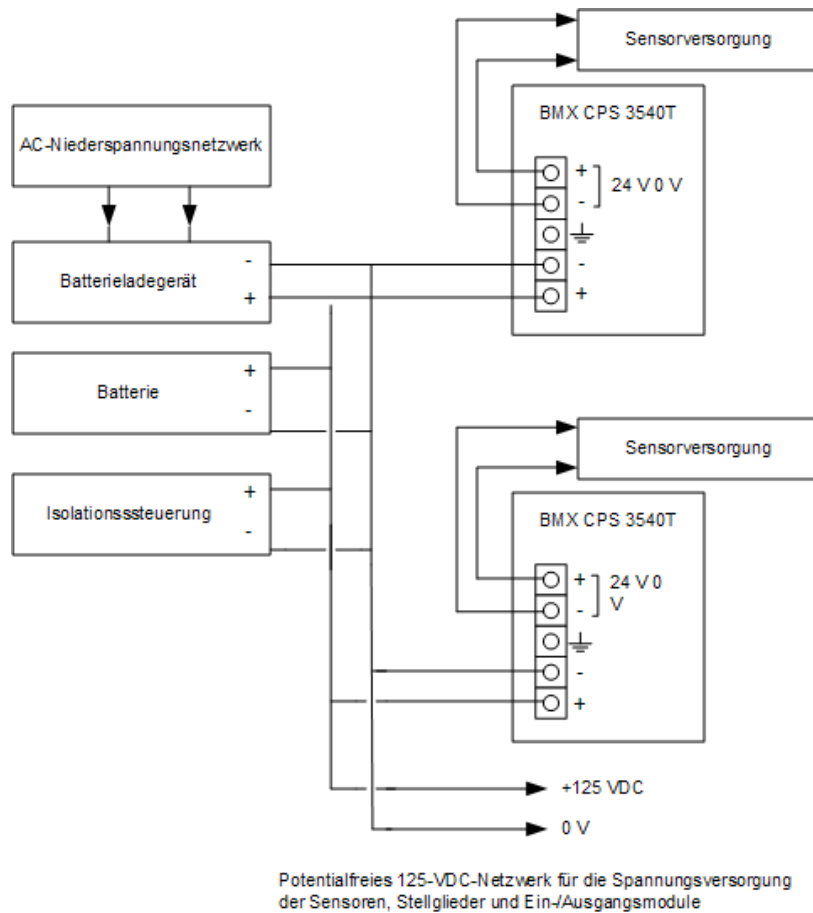 Sensorversorgung
BMX CPS 3540T
AC-Niederspannungsnetzwerk
+
24 V 0 V
-
-
Batterieladegerät
-
+
+
Batterie
+
-
Sensorversorgung
Isolationsssteuerung
+
-
BMX CPS 3540T
+
24 V 0
V
-
-
+
+125 VDC
0 V
Potentialfreies 125-VDC-Netzwerk für die Spannungsversorgung
der Sensoren, Stellglieder und Ein-/Ausgangsmodule